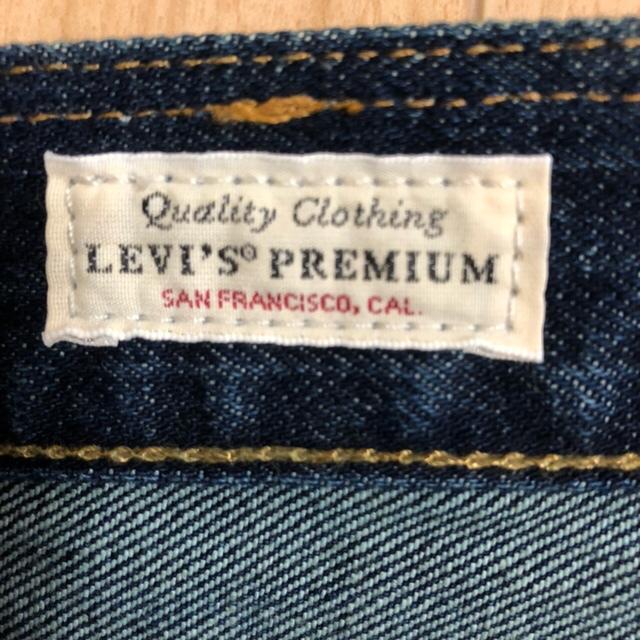 Quality Clothing
LEVI'S® PREMIUM
SAN FRANCISCO, CAL.